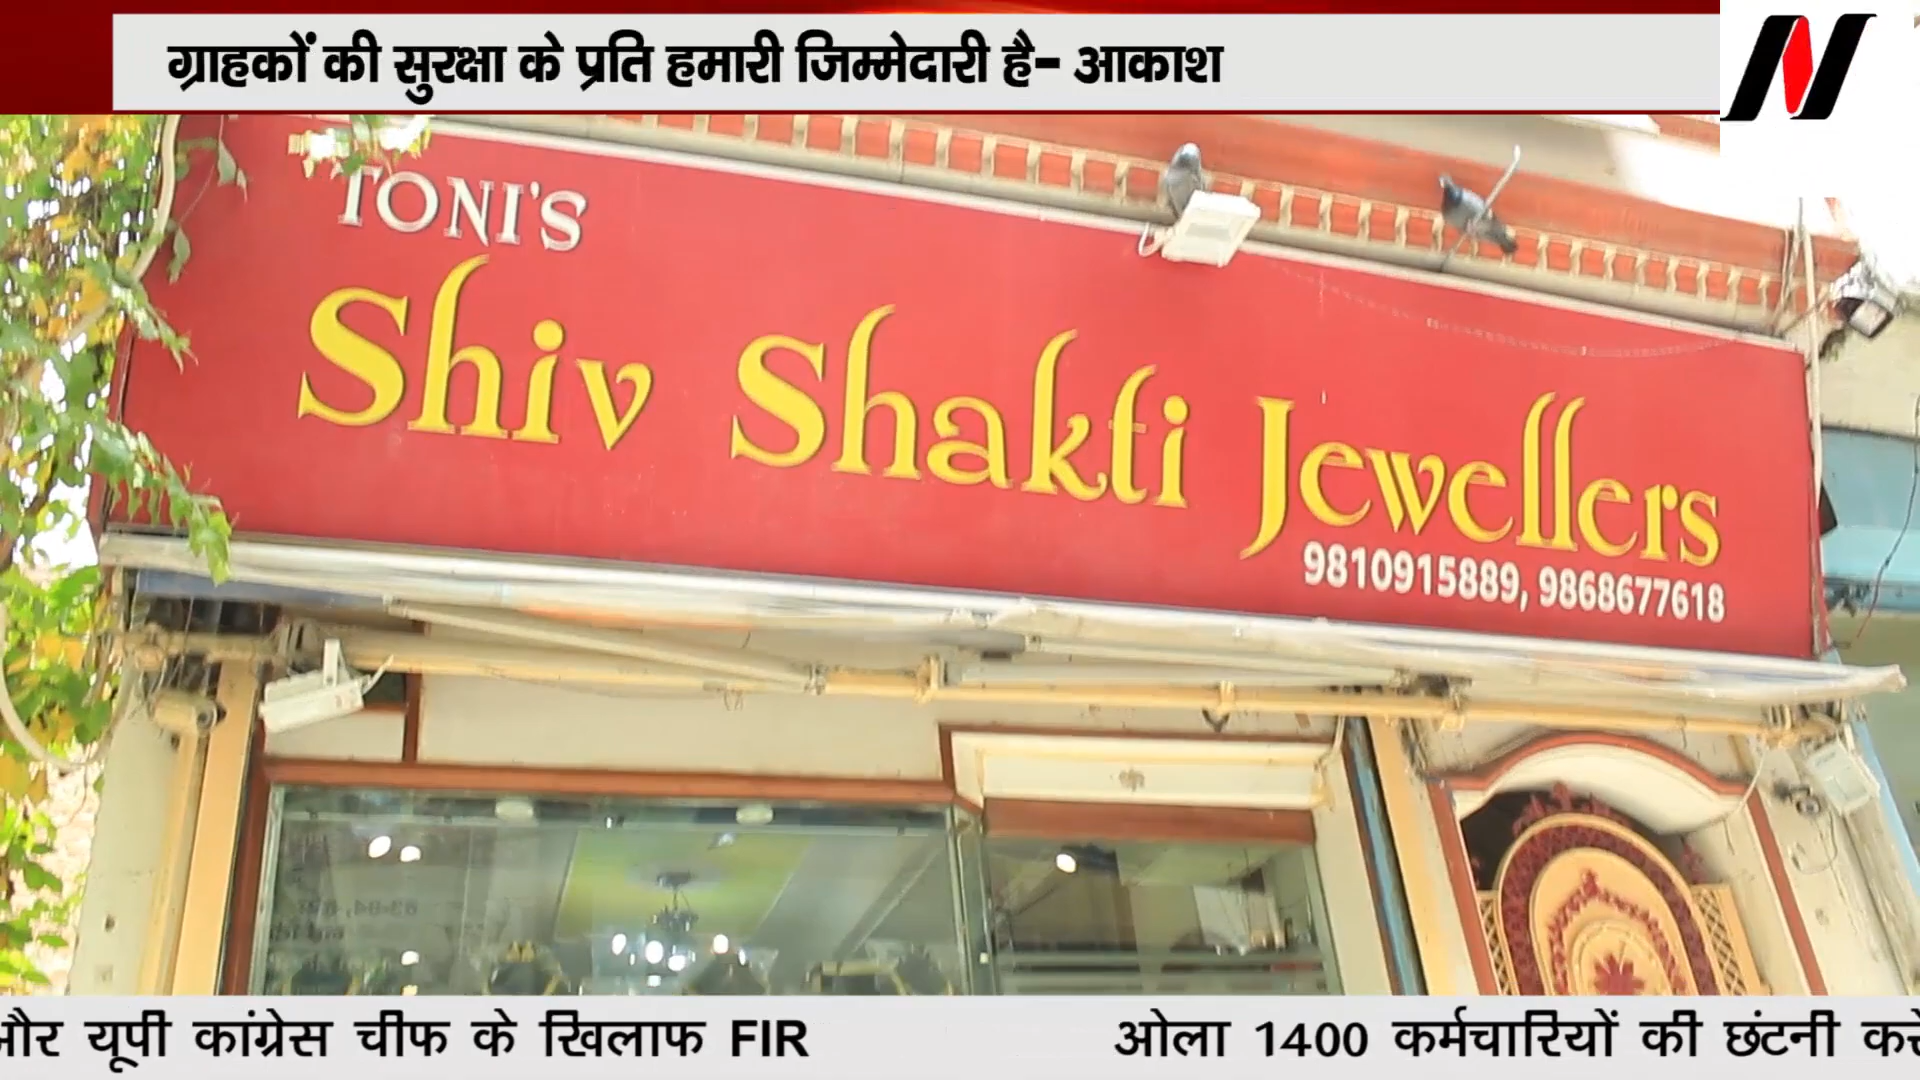 ग्राहकों की सुरक्षा के प्रति हमारी जिम्मेदारी है- आकाश
TONI'S
Shiv Shakti Jewellers
9810915889, 9868677618
और यूपी कांग्रेस चीफ के खिलाफ FIR ओला 1400 कर्मचारियों की छंटनी